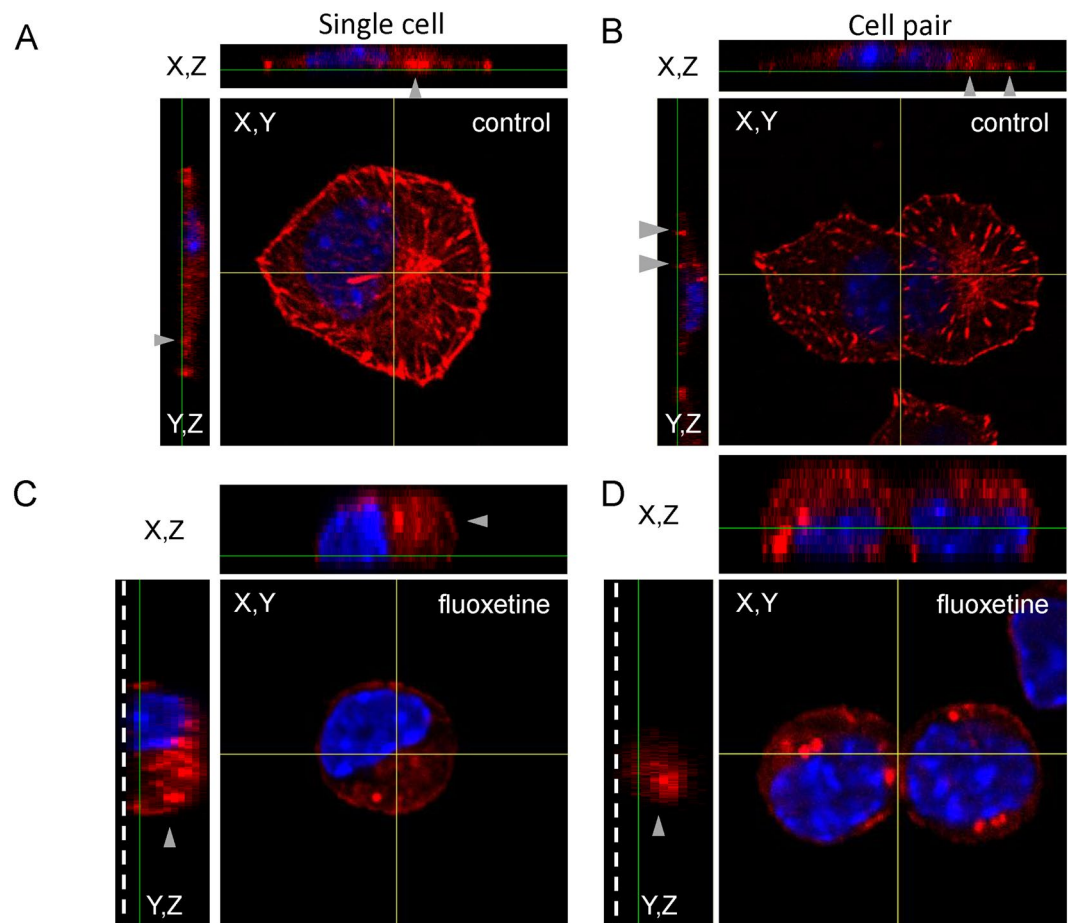 A
Single cell
X,Z
X,Y
control
Y,Z
B
Cell pair
X,Z
X,Y
control
Y,Z
C
X,Z
X,Y
fluoxetine
Y,Z
D
X,Z
X,Y
fluoxetine
Y,Z